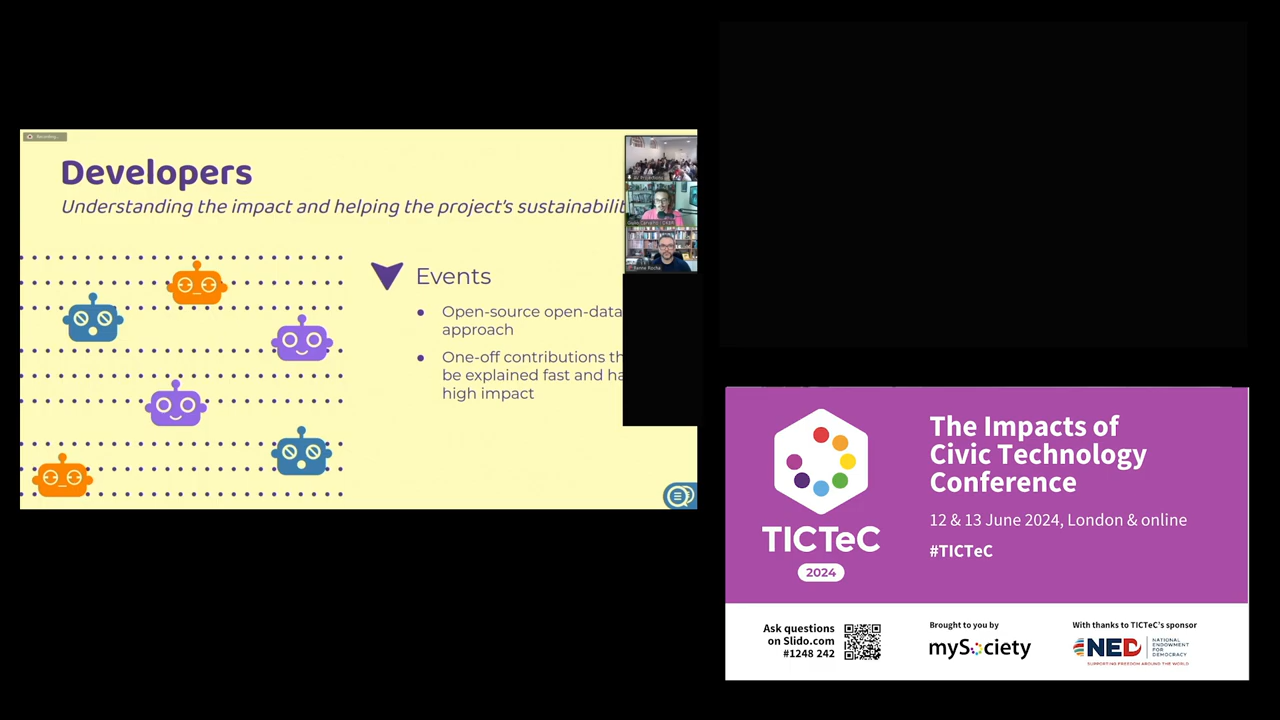 Recording...
Developers
Understanding the impact and helping the project's sustainabilit
Events
Open-source open-data
approach
One-off contributions th
be explained fast and ha
high impact
The Impacts of
Civic Technology
Conference
12 & 13 June 2024, London & online
#TICTeC
TICTeC
2024
Ask questions
on Slido.com
#1248 242
Brought to you by
mySociety
With thanks to TICTeC's sponsor
NED
NATIONAL
ENDOWMENT
FOR
DEMOCRACY
SUPPORTING FREEDOM AROUND THE WORLD